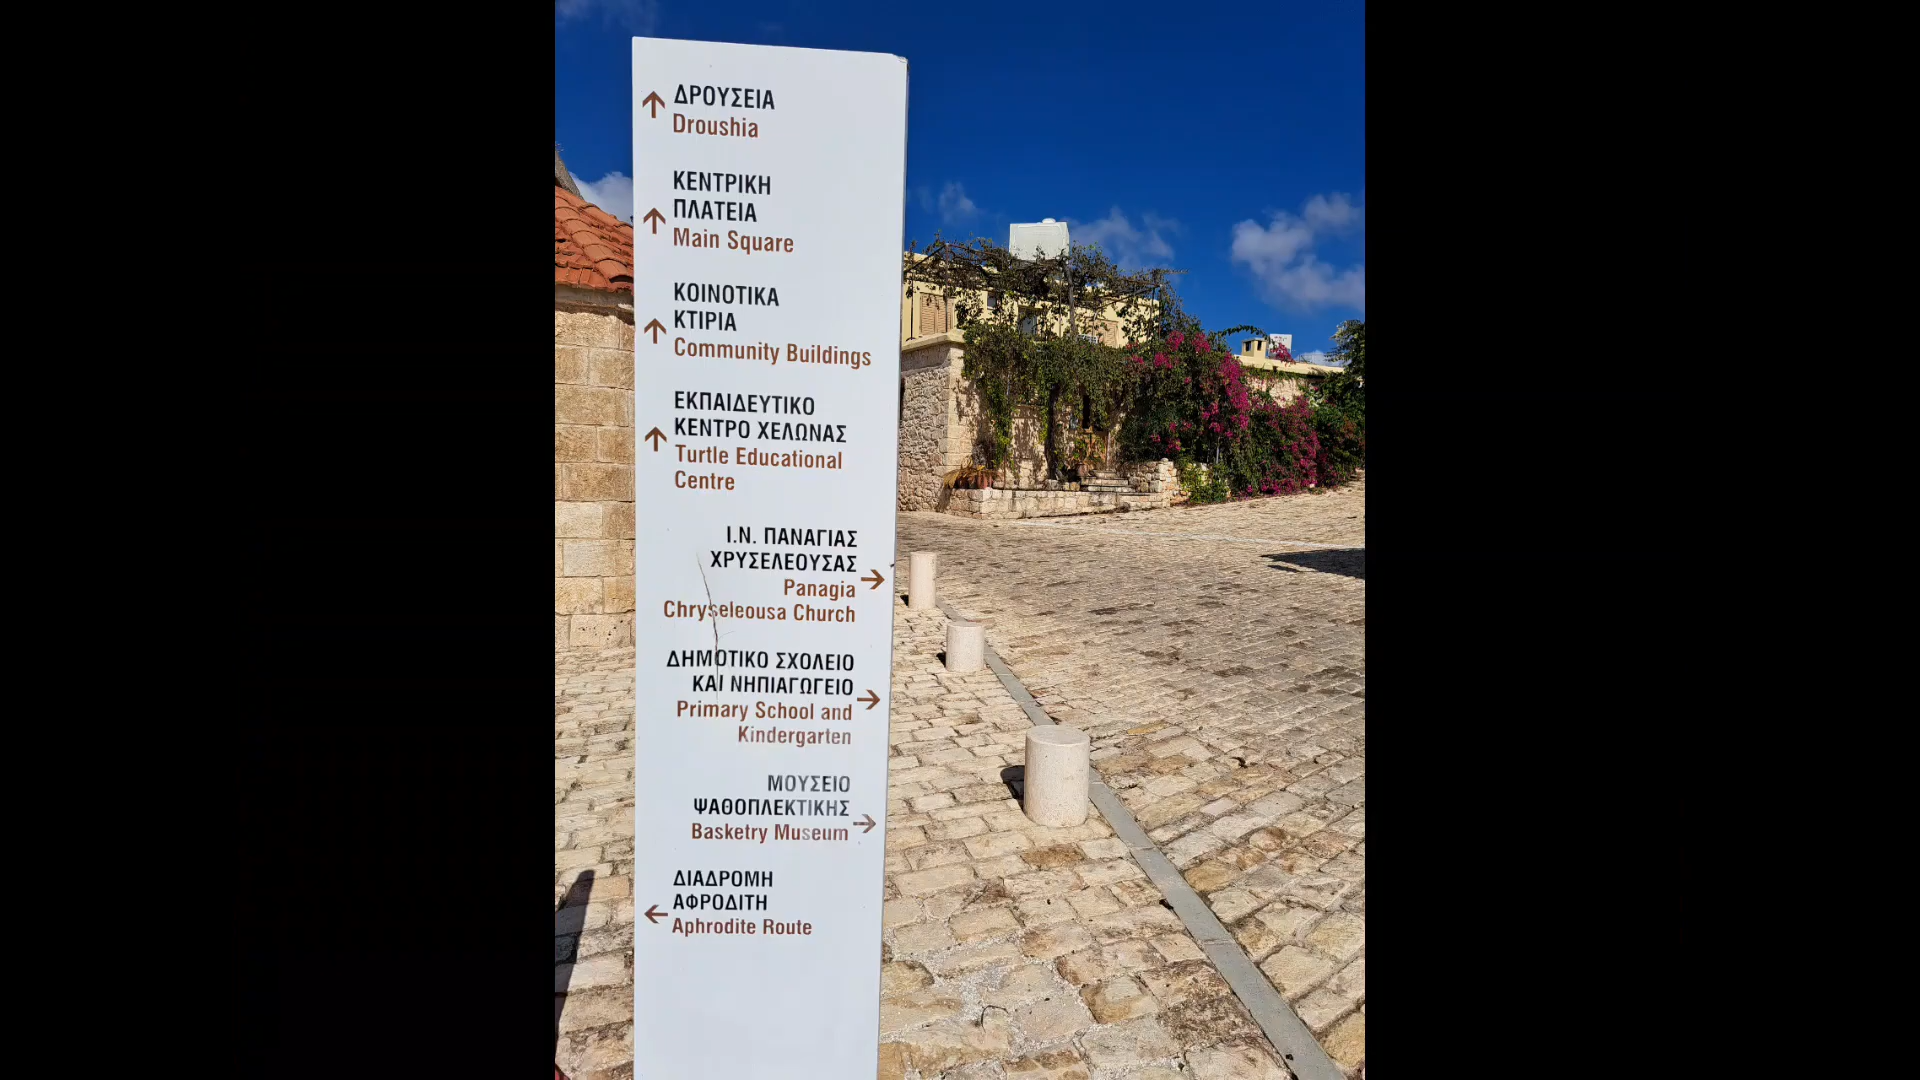 ΔΡΟΥΣΕΙΑ
Droushia
ΚΕΝΤΡΙΚΗ
ΠΛΑΤΕΙΑ
Main Square
ΚΟΙΝΟΤΙΚΑ
ΚΤΙΡΙΑ
Community Buildings
ΕΚΠΑΙΔΕΥΤΙΚΟ
ΚΕΝΤΡΟ ΧΕΛΩΝΑΣ
Turtle Educational
Centre
Ι.Ν. ΠΑΝΑΓΙΑΣ
ΧΡΥΣΕΛΕΟΥΣΑΣ
Panagia
Chryseleousa Church
ΔΗΜΟΤΙΚΟ ΣΧΟΛΕΙΟ
ΚΑΙ ΝΗΠΙΑΓΩΓΕΙΟ
Primary School and
Kindergarten
ΜΟΥΣΕΙΟ
ΨΑΘΟΠΛΕΚΤΙΚΗΣ
Basketry Museum
ΔΙΑΔΡΟΜΗ
ΑΦΡΟΔΙΤΗ
Aphrodite Route